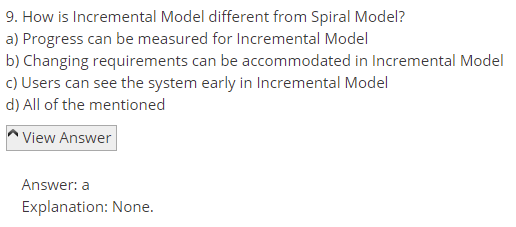 9. How is Incremental Model different from Spiral Model?
a) Progress can be measured for Incremental Model
b) Changing requirements can be accommodated in Incremental Model
c) Users can see the system early in Incremental Model
d) All of the mentioned
View Answer
Answer: a
Explanation: None.